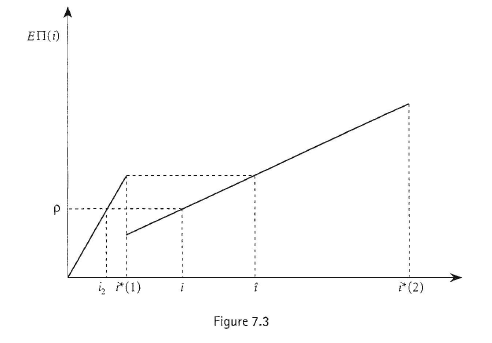 EΠ(i)
ρ
i₂ i*(1) i î i*(2)
Figure 7.3